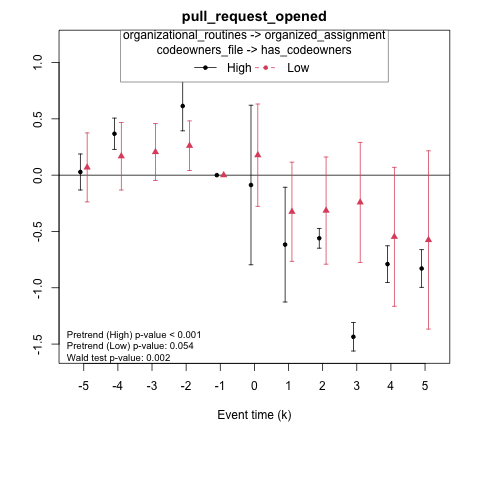 pull_request_opened
organizational_routines -> organized_assignment
codeowners_file -> has_codeowners
High Low
1.0
0.5
0.0
-0.5
-1.0
-1.5
Pretrend (High) p-value < 0.001
Pretrend (Low) p-value: 0.054
Wald test p-value: 0.002
-5 -4 -3 -2 -1 0 1 2 3 4 5
Event time (k)